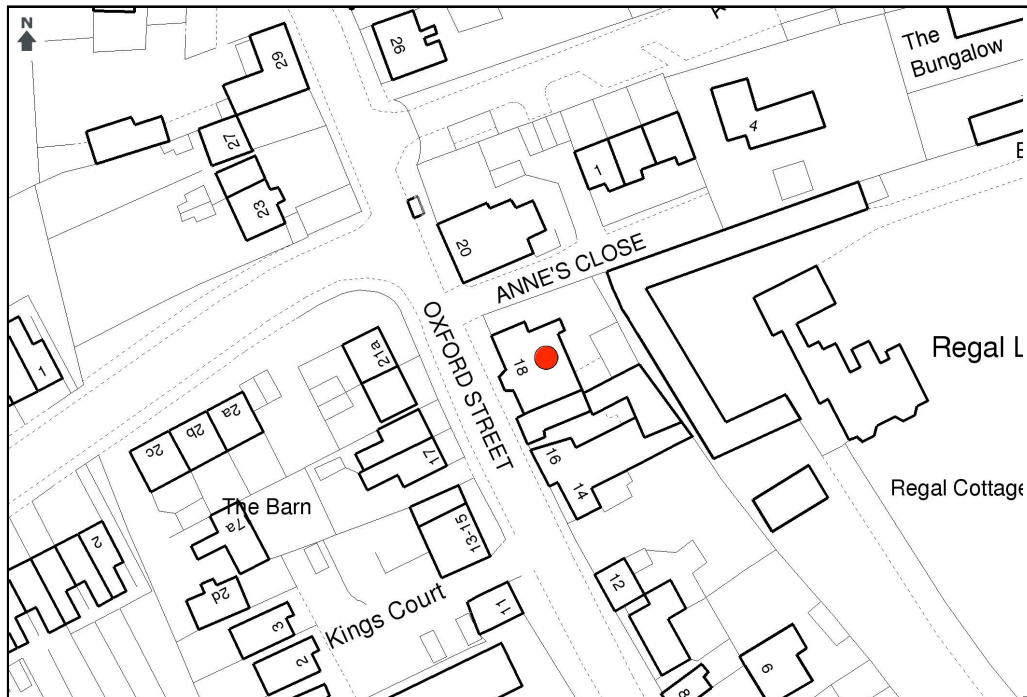 N
29
26
The
Bungalow
27
4
1
23
20
ANNE'S CLOSE
OXFORD STREET
1
21a
18
Regal L
2a
2b
2c
17
16
14
The Barn
7a
Regal Cottage
13-15
2
2d
12
Kings Court
11
3
2
9
8